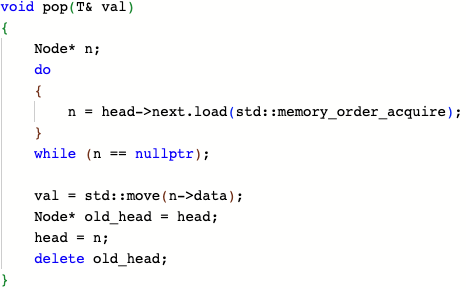 void pop(T& val)
{
    Node* n;
    do
    {
        n = head->next.load(std::memory_order_acquire);
    }
    while (n == nullptr);

    val = std::move(n->data);
    Node* old_head = head;
    head = n;
    delete old_head;
}